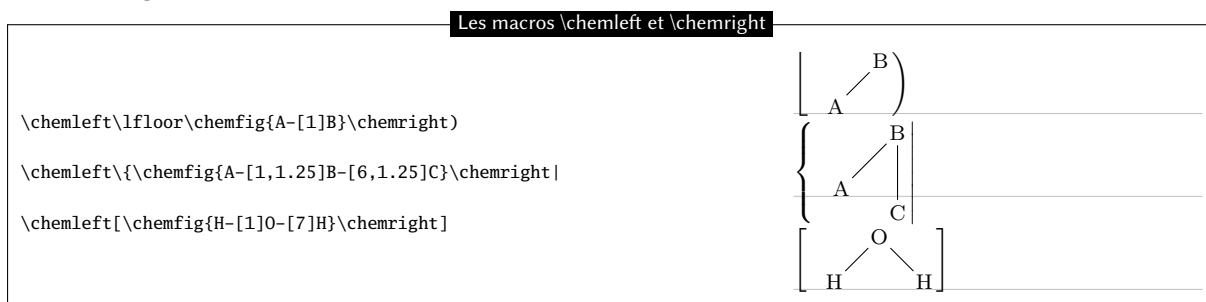 Les macros \chemleft et \chemright
\chemleft\lfloor\chemfig{A-[1]B}\chemright)
\chemleft\{\chemfig{A-[1,1.25]B-[6,1.25]C}\chemright|
\chemleft[\chemfig{H-[1]O-[7]H}\chemright]
B
A
B
A
C
O
H H